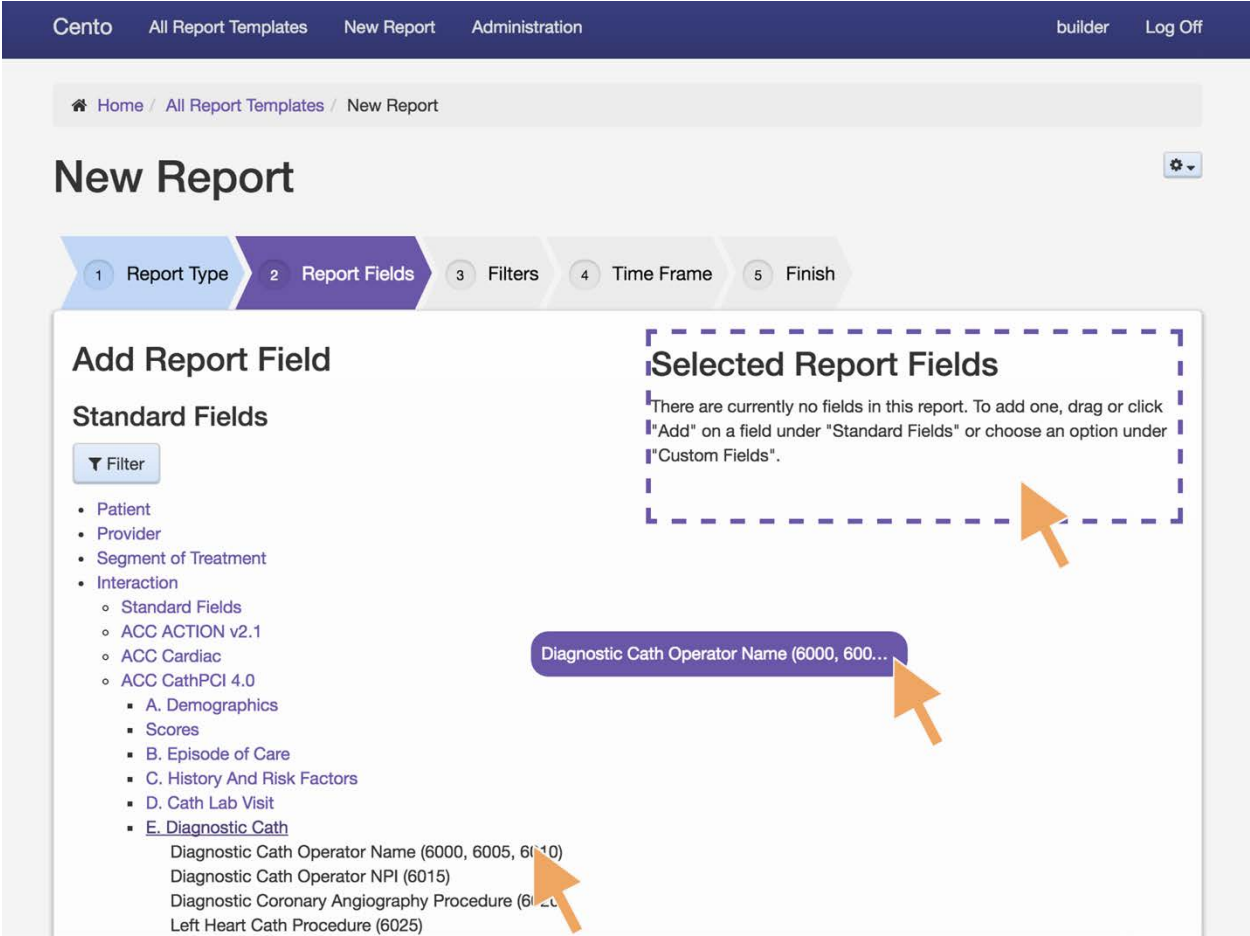 Cento All Report Templates New Report Administration builder Log Off
Home / All Report Templates / New Report
New Report
1 Report Type 2 Report Fields 3 Filters 4 Time Frame 5 Finish
Add Report Field
Standard Fields
Filter
Patient
Provider
Segment of Treatment
Interaction
Standard Fields
ACC ACTION v2.1
ACC Cardiac
ACC CathPCI 4.0
A. Demographics
Scores
B. Episode of Care
C. History And Risk Factors
D. Cath Lab Visit
E. Diagnostic Cath
Diagnostic Cath Operator Name (6000, 6005, 6010)
Diagnostic Cath Operator NPI (6015)
Diagnostic Coronary Angiography Procedure
Left Heart Cath Procedure (6025)
Selected Report Fields
There are currently no fields in this report. To add one, drag or click
"Add" on a field under "Standard Fields" or choose an option under
"Custom Fields".
Diagnostic Cath Operator Name (6000, 600...